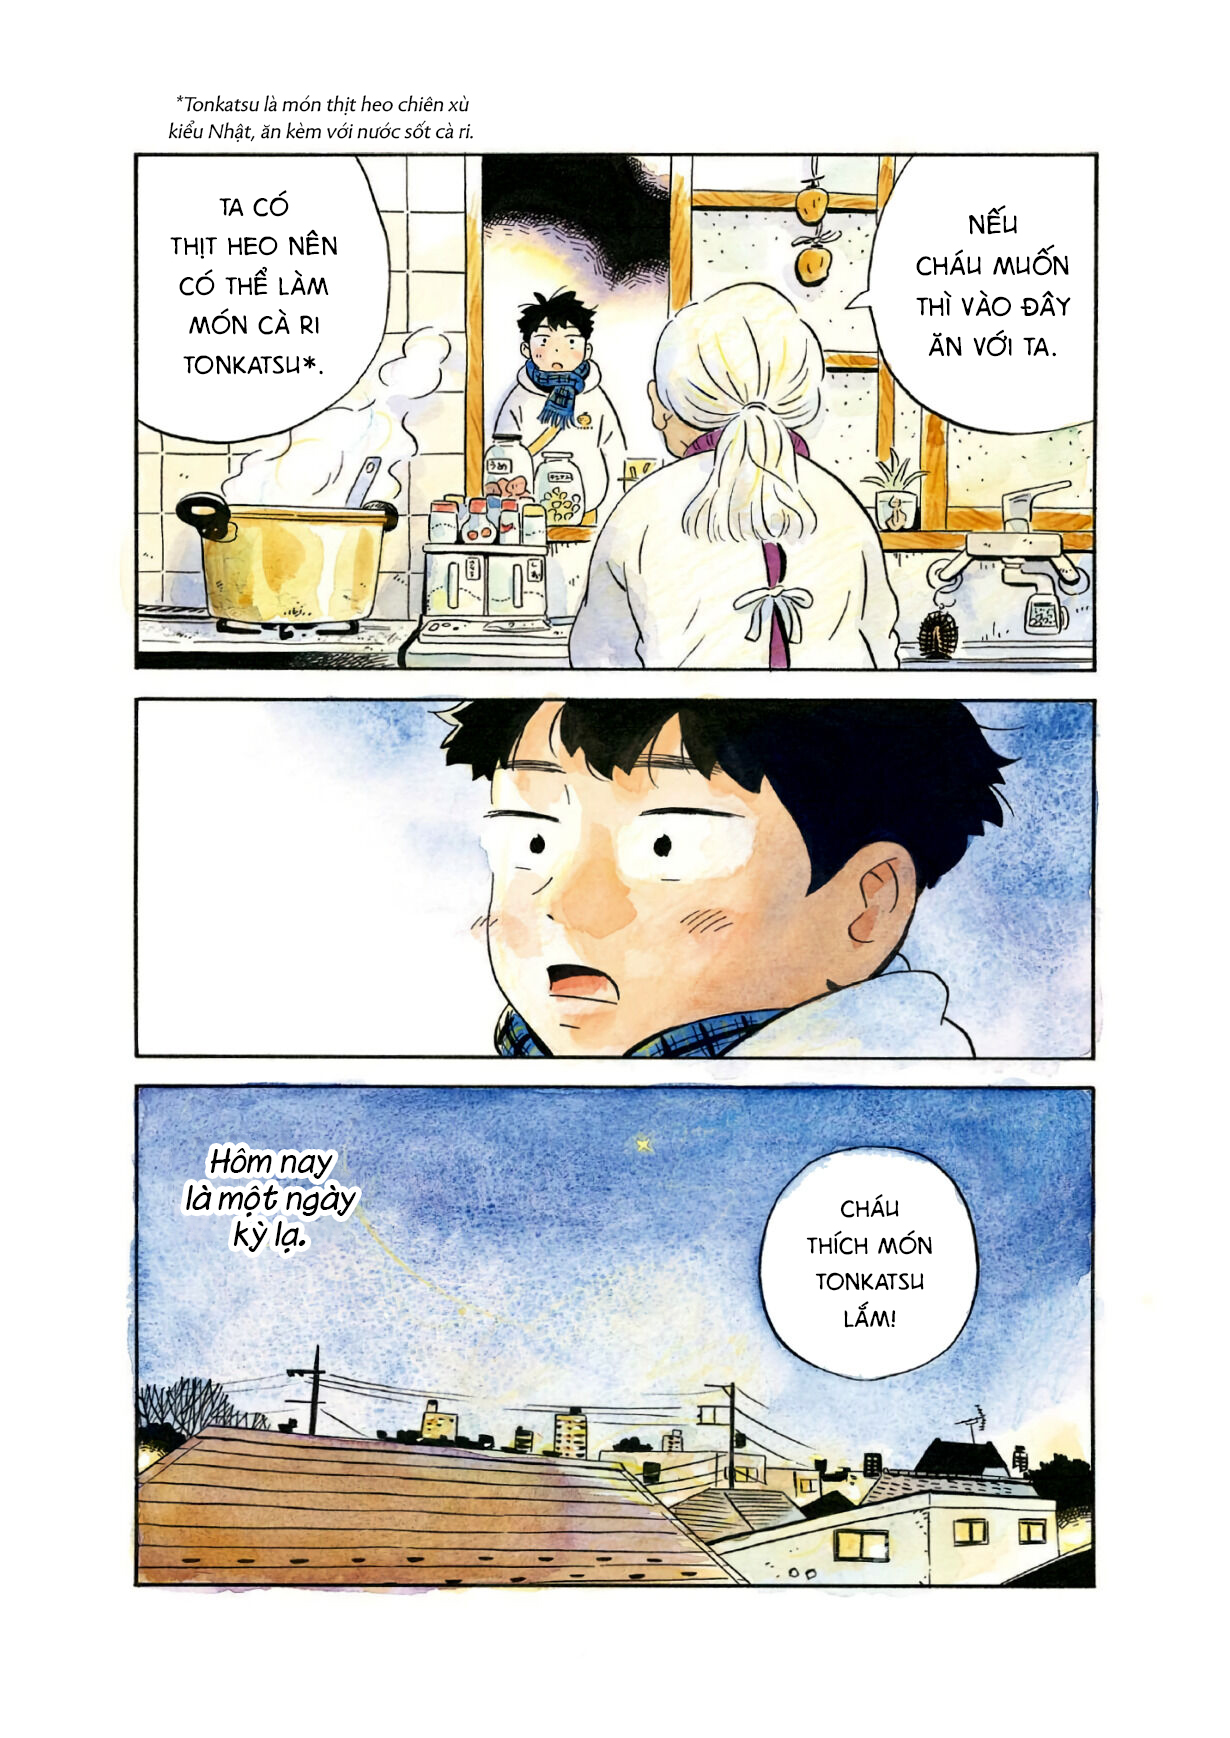 *Tonkatsu là món thịt heo chiên xù
kiểu Nhật, ăn kèm với nước sốt cà ri.
NẾU
CHÁU MUỐN
THÌ VÀO ĐÂY
ĂN VỚI TA.
TA CÓ
THỊT HEO NÊN
CÓ THỂ LÀM
MÓN CÀ RI
TONKATSU*.
うめ
CHÁU
THÍCH MÓN
TONKATSU
LẮM!
Hôm nay
là một ngày
kỳ lạ.